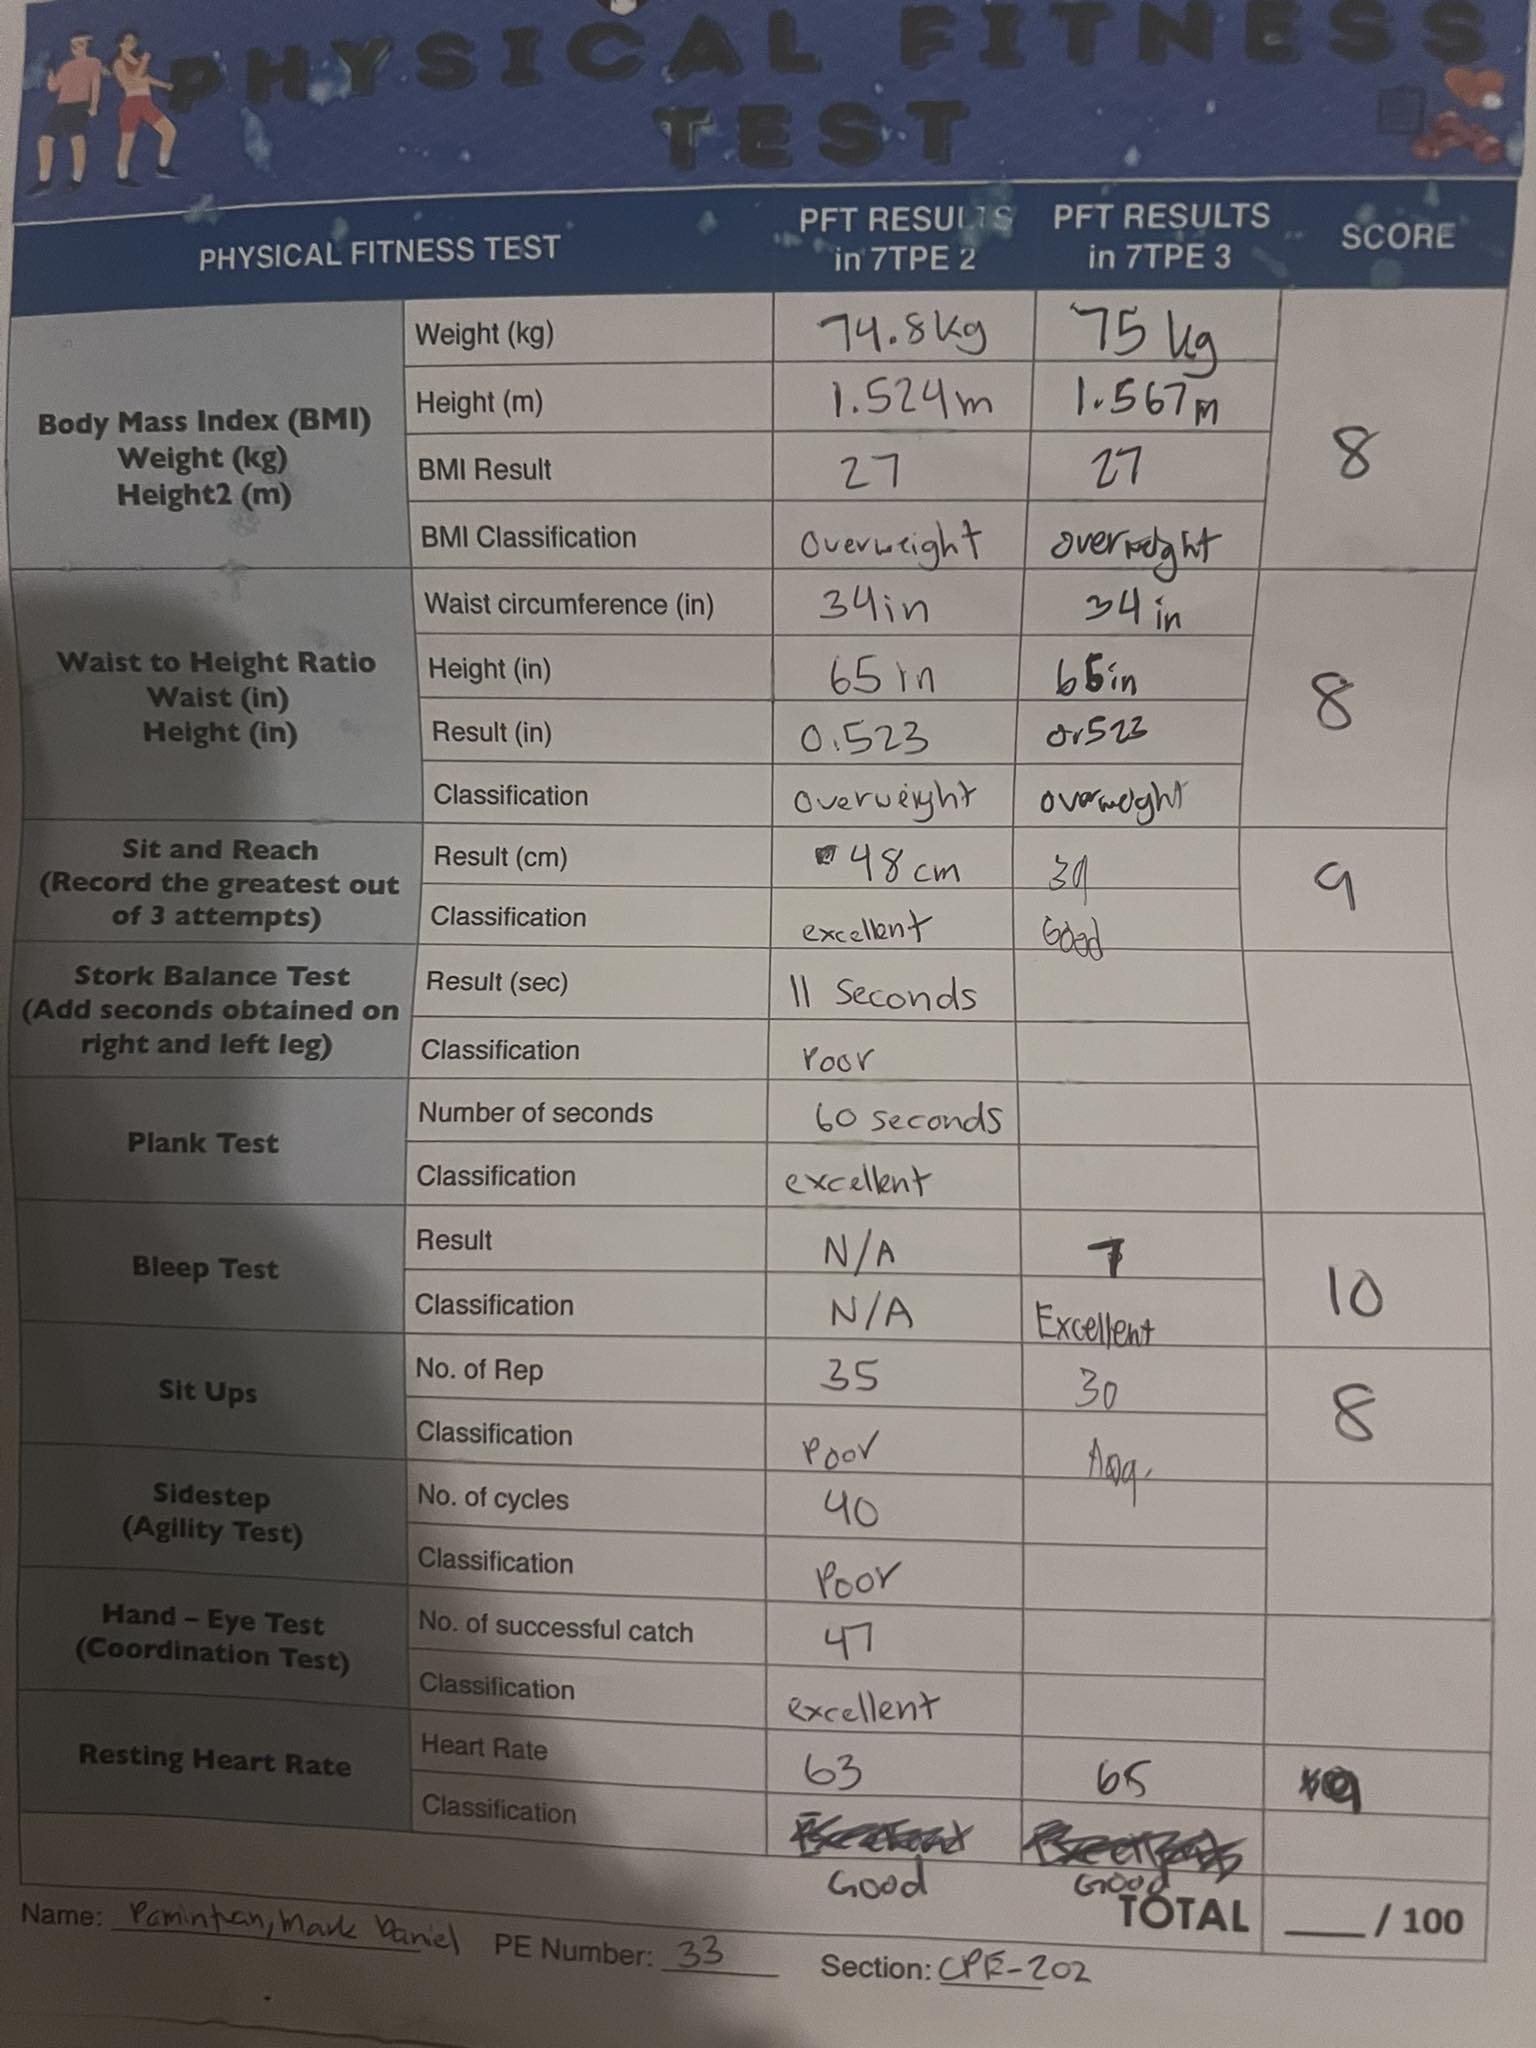 PHYSICAL FITNESS
TEST
PHYSICAL FITNESS TEST
PFT RESULTS
in 7TPE 2
PFT RESULTS
in 7TPE 3
SCORE
Body Mass Index (BMI)
Weight (kg)
Height2 (m)
Weight (kg) 74.8kg 75 kg
Height (m) 1.524m 1.567m
BMI Result 27 27
BMI Classification overweight overweight
8
Waist to Height Ratio
Waist (in)
Height (in)
Waist circumference (in) 34in 34 in
Height (in) 65in 65in
Result (in) 0.523 0.523
Classification overweight overweight
8
Sit and Reach
(Record the greatest out
of 3 attempts)
Result (cm) 48 cm 39
Classification excellent Good
9
Stork Balance Test
(Add seconds obtained on
right and left leg)
Result (sec) 11 seconds
Classification Poor
Plank Test
Number of seconds 60 seconds
Classification excellent
Bleep Test
Result N/A 7
Classification N/A Excellent
10
Sit Ups
No. of Rep 35 30
Classification Poor
8
Sidestep
(Agility Test)
No. of cycles 40
Classification Poor
Hand – Eye Test
(Coordination Test)
No. of successful catch 47
Classification excellent
Resting Heart Rate
Heart Rate 63 65
9
Classification Good Good
TOTAL ____ / 100
Name: Mark Daniel PE Number: 33 Section: CPE-202